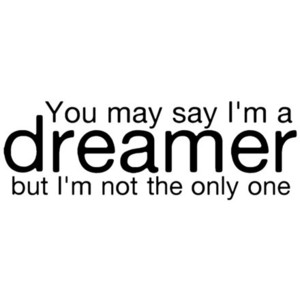 You may say I'm a
dreamer
but I'm not the only one